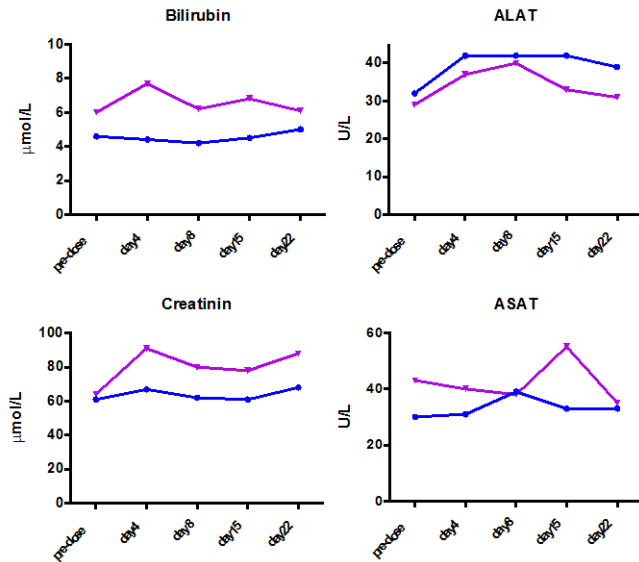 Bilirubin
μmol/L
10
8
6
4
2
0
pre-dose
day4
day8
day15
day22
ALAT
U/L
40
30
20
10
0
pre-dose
day4
day8
day15
day22
Creatinin
μmol/L
100
80
60
40
20
0
pre-dose
day4
day8
day15
day22
ASAT
U/L
60
40
20
0
pre-dose
day4
day8
day15
day22